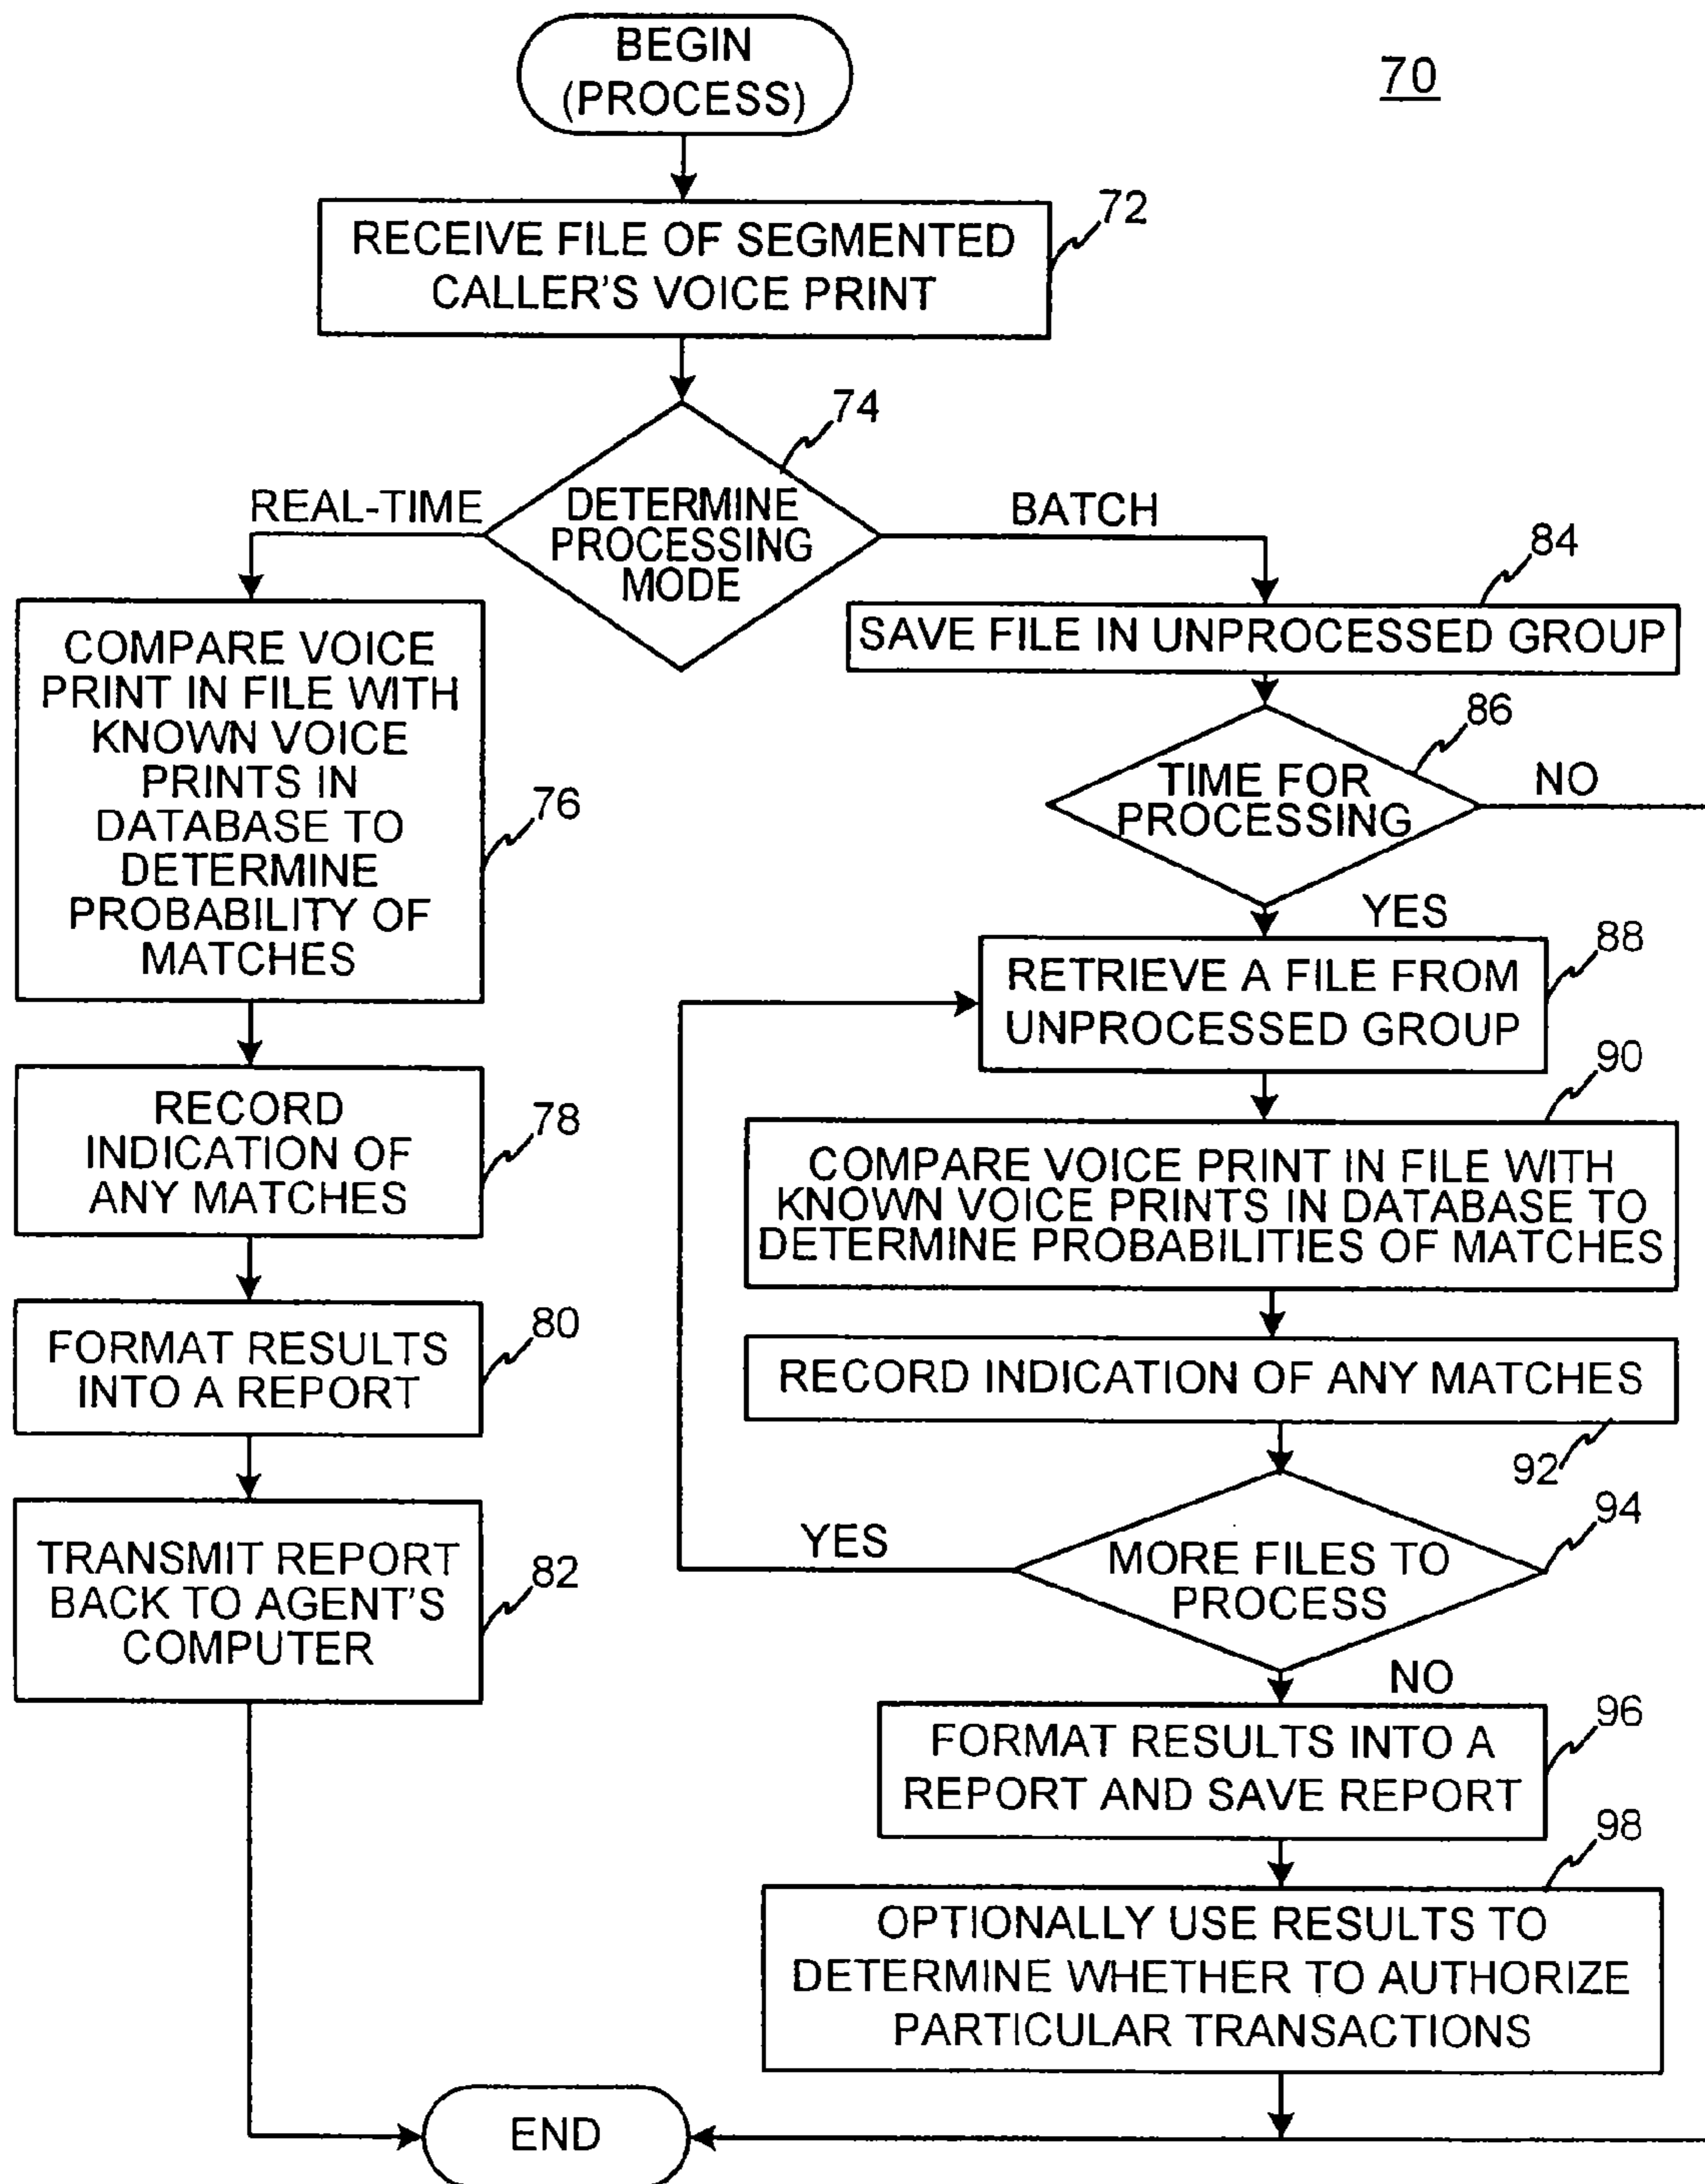 BEGIN
(PROCESS)
70
RECEIVE FILE OF SEGMENTED
CALLER'S VOICE PRINT
72
74
DETERMINE
PROCESSING
MODE
REAL-TIME
BATCH
COMPARE VOICE
PRINT IN FILE WITH
KNOWN VOICE
PRINTS IN
DATABASE TO
DETERMINE
PROBABILITY OF
MATCHES
76
RECORD
INDICATION OF
ANY MATCHES
78
FORMAT RESULTS
INTO A REPORT
80
TRANSMIT REPORT
BACK TO AGENT'S
COMPUTER
82
84
SAVE FILE IN UNPROCESSED GROUP
86
TIME FOR
PROCESSING
NO
YES
88
RETRIEVE A FILE FROM
UNPROCESSED GROUP
90
COMPARE VOICE PRINT IN FILE WITH
KNOWN VOICE PRINTS IN DATABASE TO
DETERMINE PROBABILITIES OF MATCHES
RECORD INDICATION OF ANY MATCHES
92
94
YES
MORE FILES TO
PROCESS
NO
96
FORMAT RESULTS INTO A
REPORT AND SAVE REPORT
98
OPTIONALLY USE RESULTS TO
DETERMINE WHETHER TO AUTHORIZE
PARTICULAR TRANSACTIONS
END